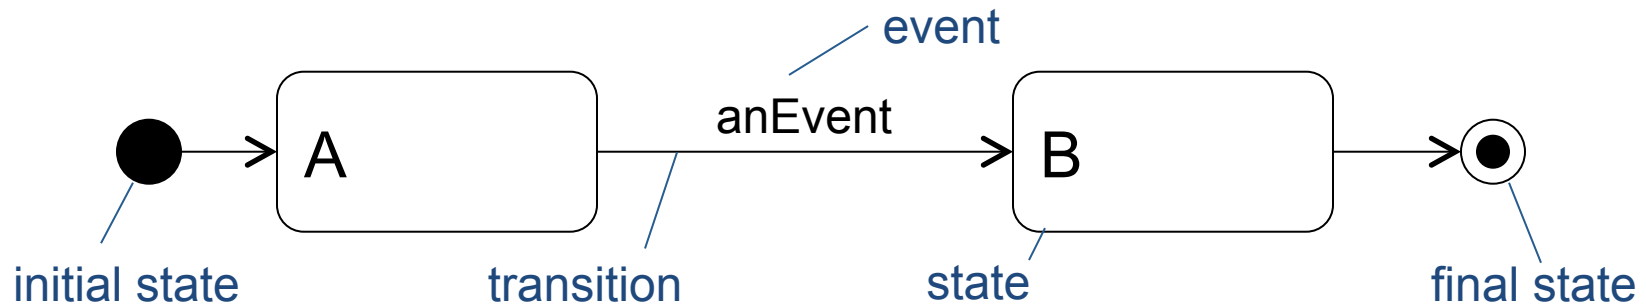 event
anEvent
A
B
initial state
transition
state
final state